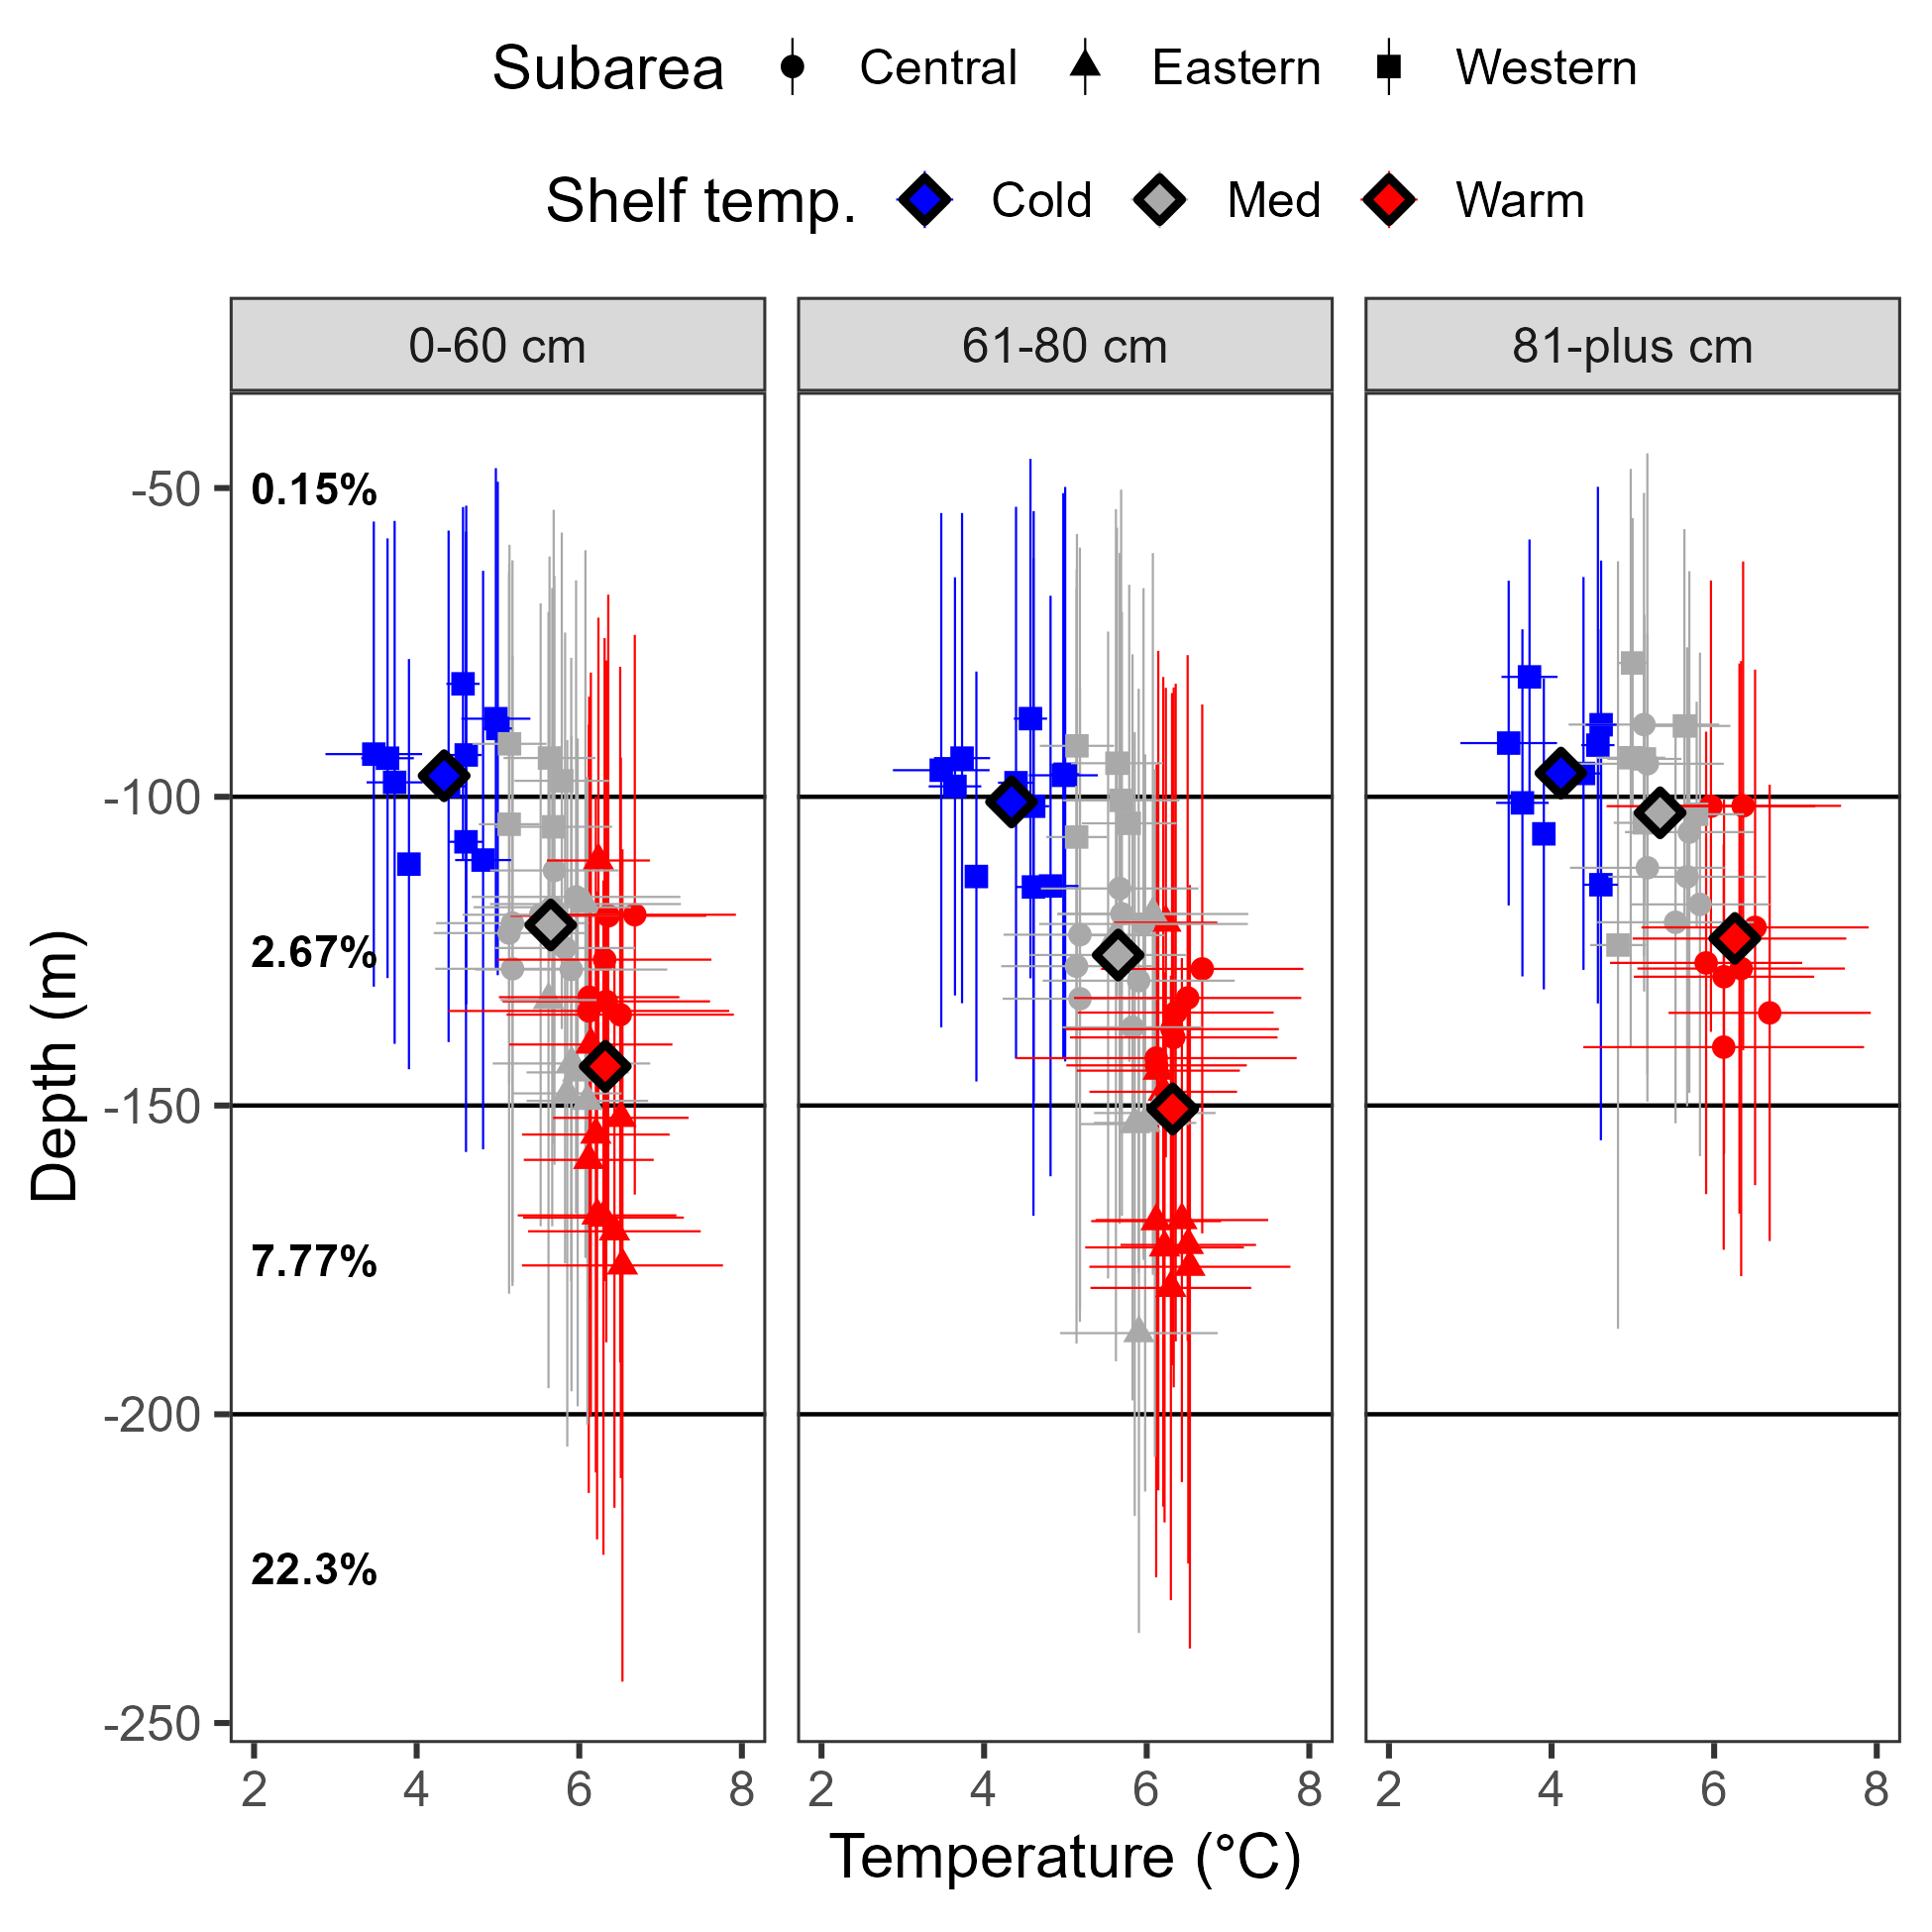 Subarea Central Eastern Western
Shelf temp. Cold Med Warm
0-60 cm 61-80 cm 81-plus cm
Depth (m)
-50
-100
-150
-200
-250
0.15%
2.67%
7.77%
22.3%
2 4 6 8 2 4 6 8 2 4 6 8
Temperature (°C)